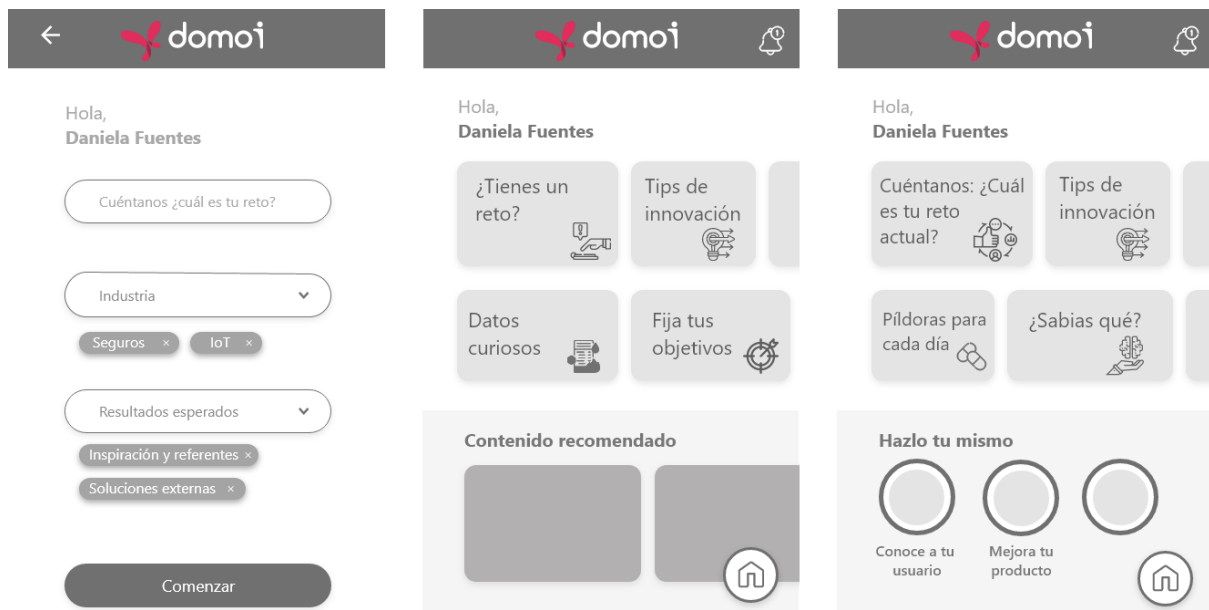 domoi
Hola,
Daniela Fuentes
Cuéntanos ¿cuál es tu reto?
Industria
Seguros ×
IoT ×
Resultados esperados
Inspiración y referentes ×
Soluciones externas ×
Comenzar
domoi
1
Hola,
Daniela Fuentes
¿Tienes un
reto?
Tips de
innovación
Datos
curiosos
Fija tus
objetivos
Contenido recomendado
domoi
1
Hola,
Daniela Fuentes
Cuéntanos: ¿Cuál
es tu reto
actual?
Tips de
innovación
Píldoras para
cada día
¿Sabias qué?
Hazlo tu mismo
Conoce a tu
usuario
Mejora tu
producto